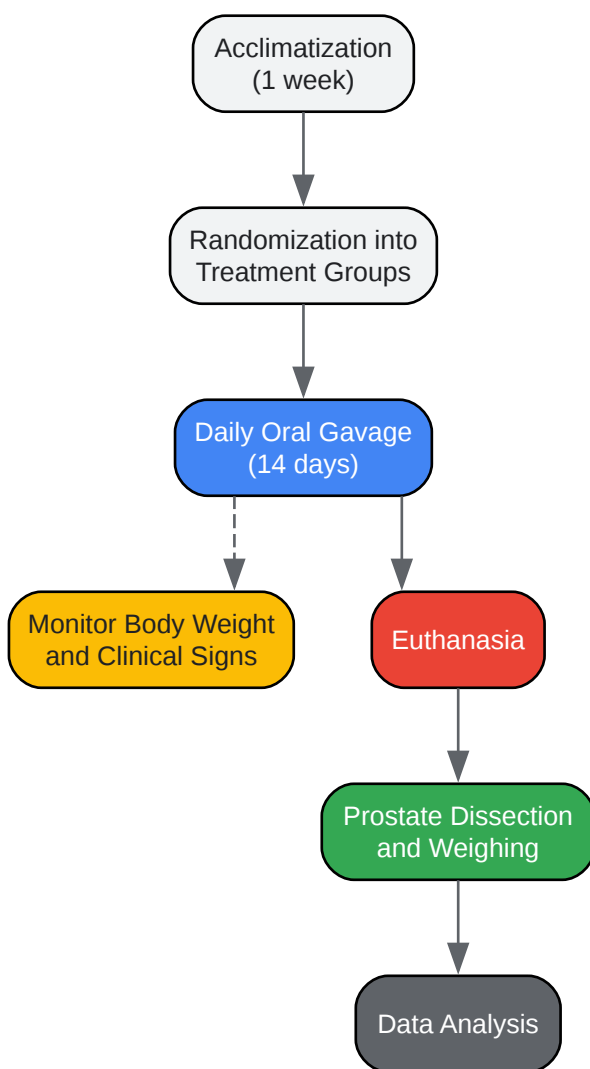 Acclimatization
(1 week)
Randomization into
Treatment Groups
Daily Oral Gavage
(14 days)
Monitor Body Weight
and Clinical Signs
Euthanasia
Prostate Dissection
and Weighing
Data Analysis